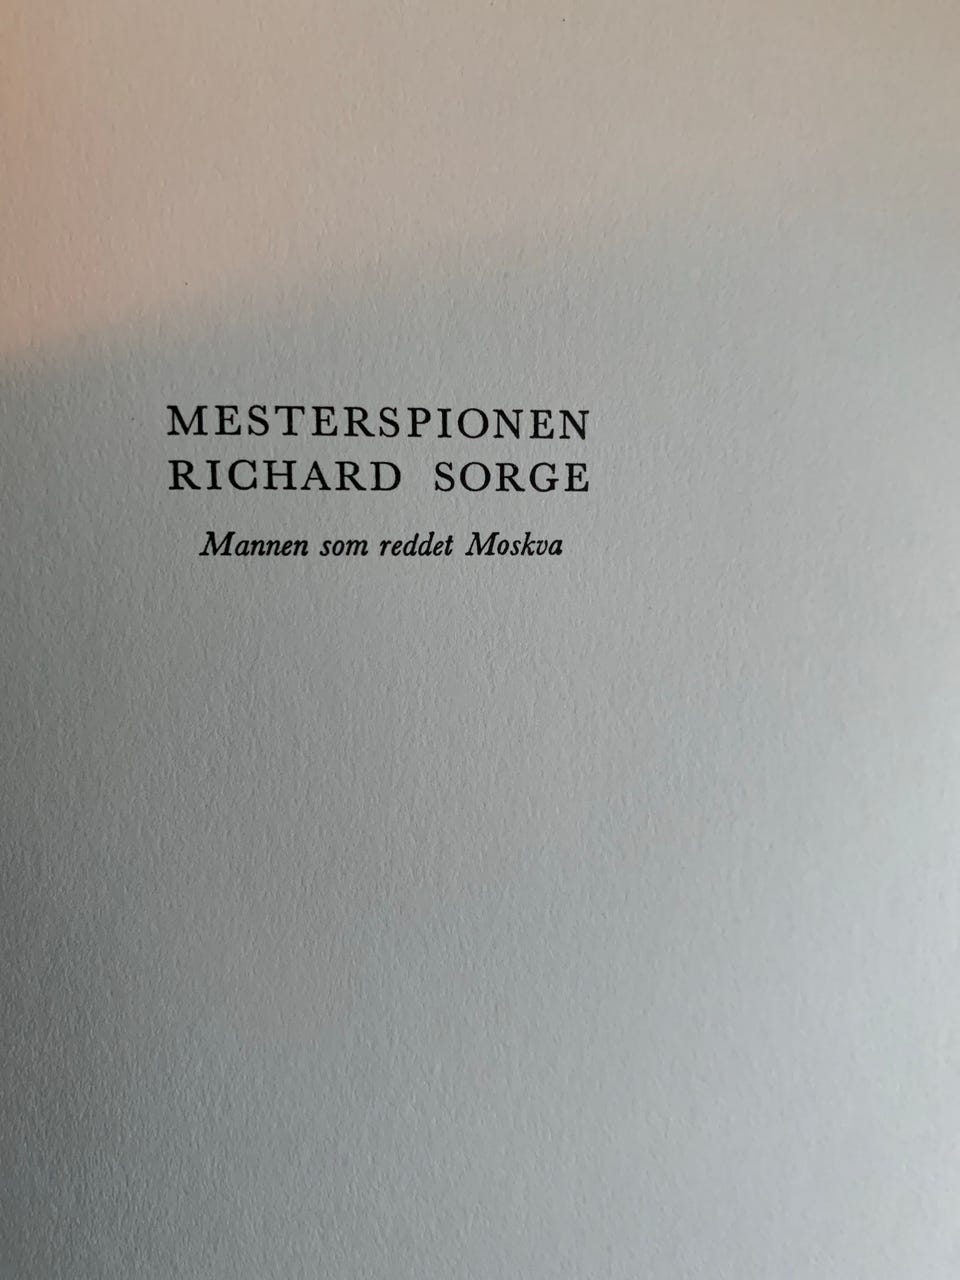 MESTERSPIONEN
RICHARD SORGE
Mannen som reddet Moskva